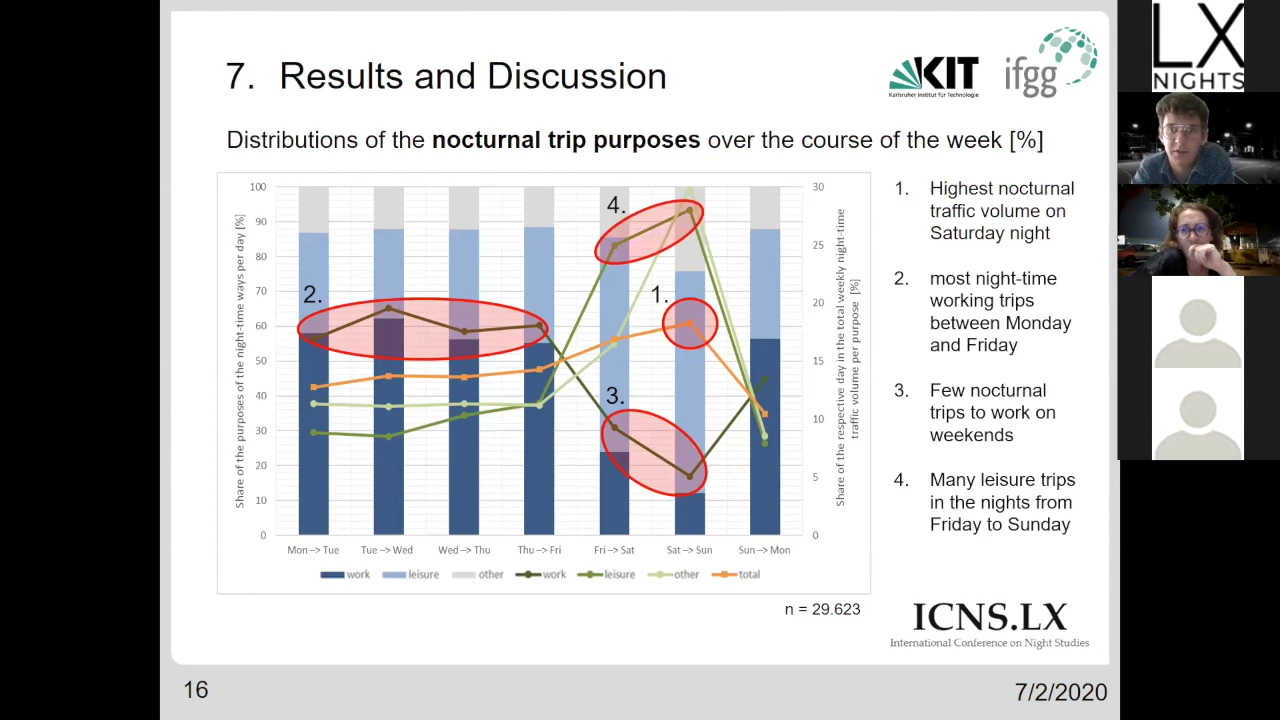 7. Results and Discussion
KIT
Karlsruher Institut für Technologie
ifgg
LX
NIGHTS
Distributions of the nocturnal trip purposes over the course of the week [%]
Share of the purposes of the night-time ways per day [%]
100
90
80
70
60
50
40
30
20
10
0
30
25
20
15
10
5
0
Share of the respective day in the total weekly night-time
traffic volume per purpose [%]
4.
2.
1.
3.
Mon –> Tue
Tue –> Wed
Wed –> Thu
Thu –> Fri
Fri –> Sat
Sat –> Sun
Sun –> Mon
work
leisure
other
work
leisure
other
total
n = 29.623
1. Highest nocturnal
traffic volume on
Saturday night
2. most night-time
working trips
between Monday
and Friday
3. Few nocturnal
trips to work on
weekends
4. Many leisure trips
in the nights from
Friday to Sunday
ICNS.LX
International Conference on Night Studies
16
7/2/2020